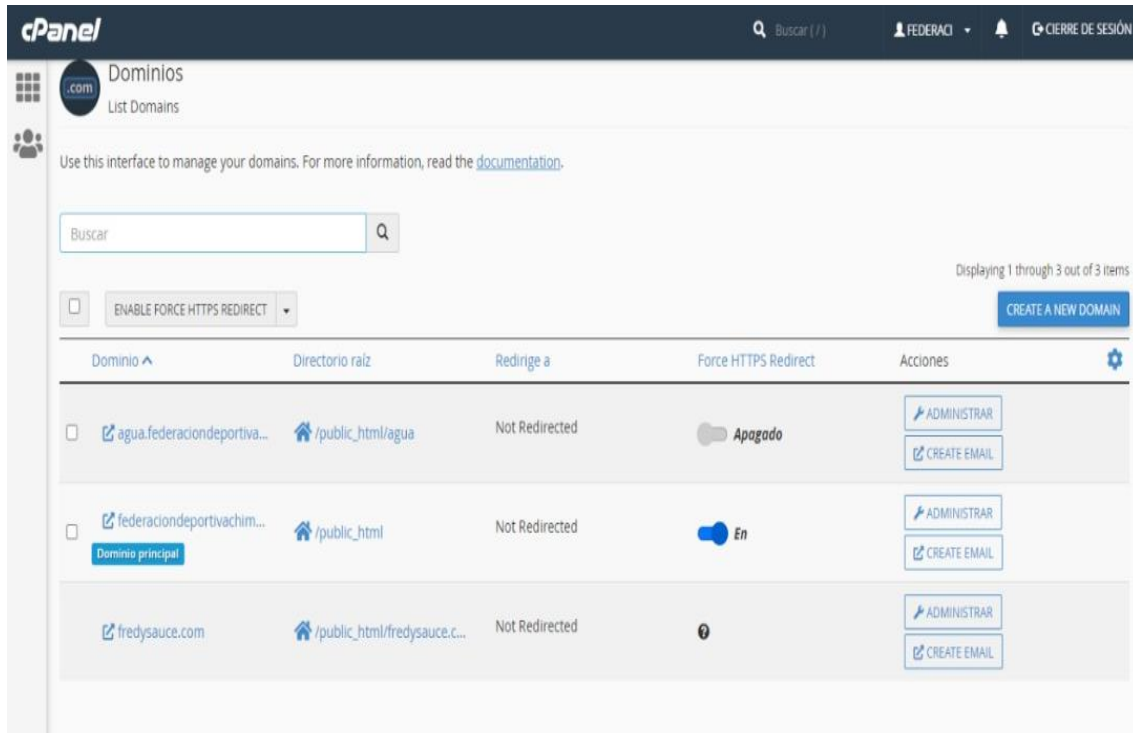 cPanel
Buscar ( / )
FEDERACI
CIERRE DE SESIÓN
.com
Dominios
List Domains
Use this interface to manage your domains. For more information, read the documentation.
Buscar
Displaying 1 through 3 out of 3 items
ENABLE FORCE HTTPS REDIRECT
CREATE A NEW DOMAIN
Dominio Directorio raíz Redirige a Force HTTPS Redirect Acciones
agua.federaciondeportiva... /public_html/agua Not Redirected Apagado
ADMINISTRAR
CREATE EMAIL
federaciondeportivachim... /public_html Not Redirected En
Dominio principal
ADMINISTRAR
CREATE EMAIL
fredysauce.com /public_html/fredysauce.c... Not Redirected
ADMINISTRAR
CREATE EMAIL